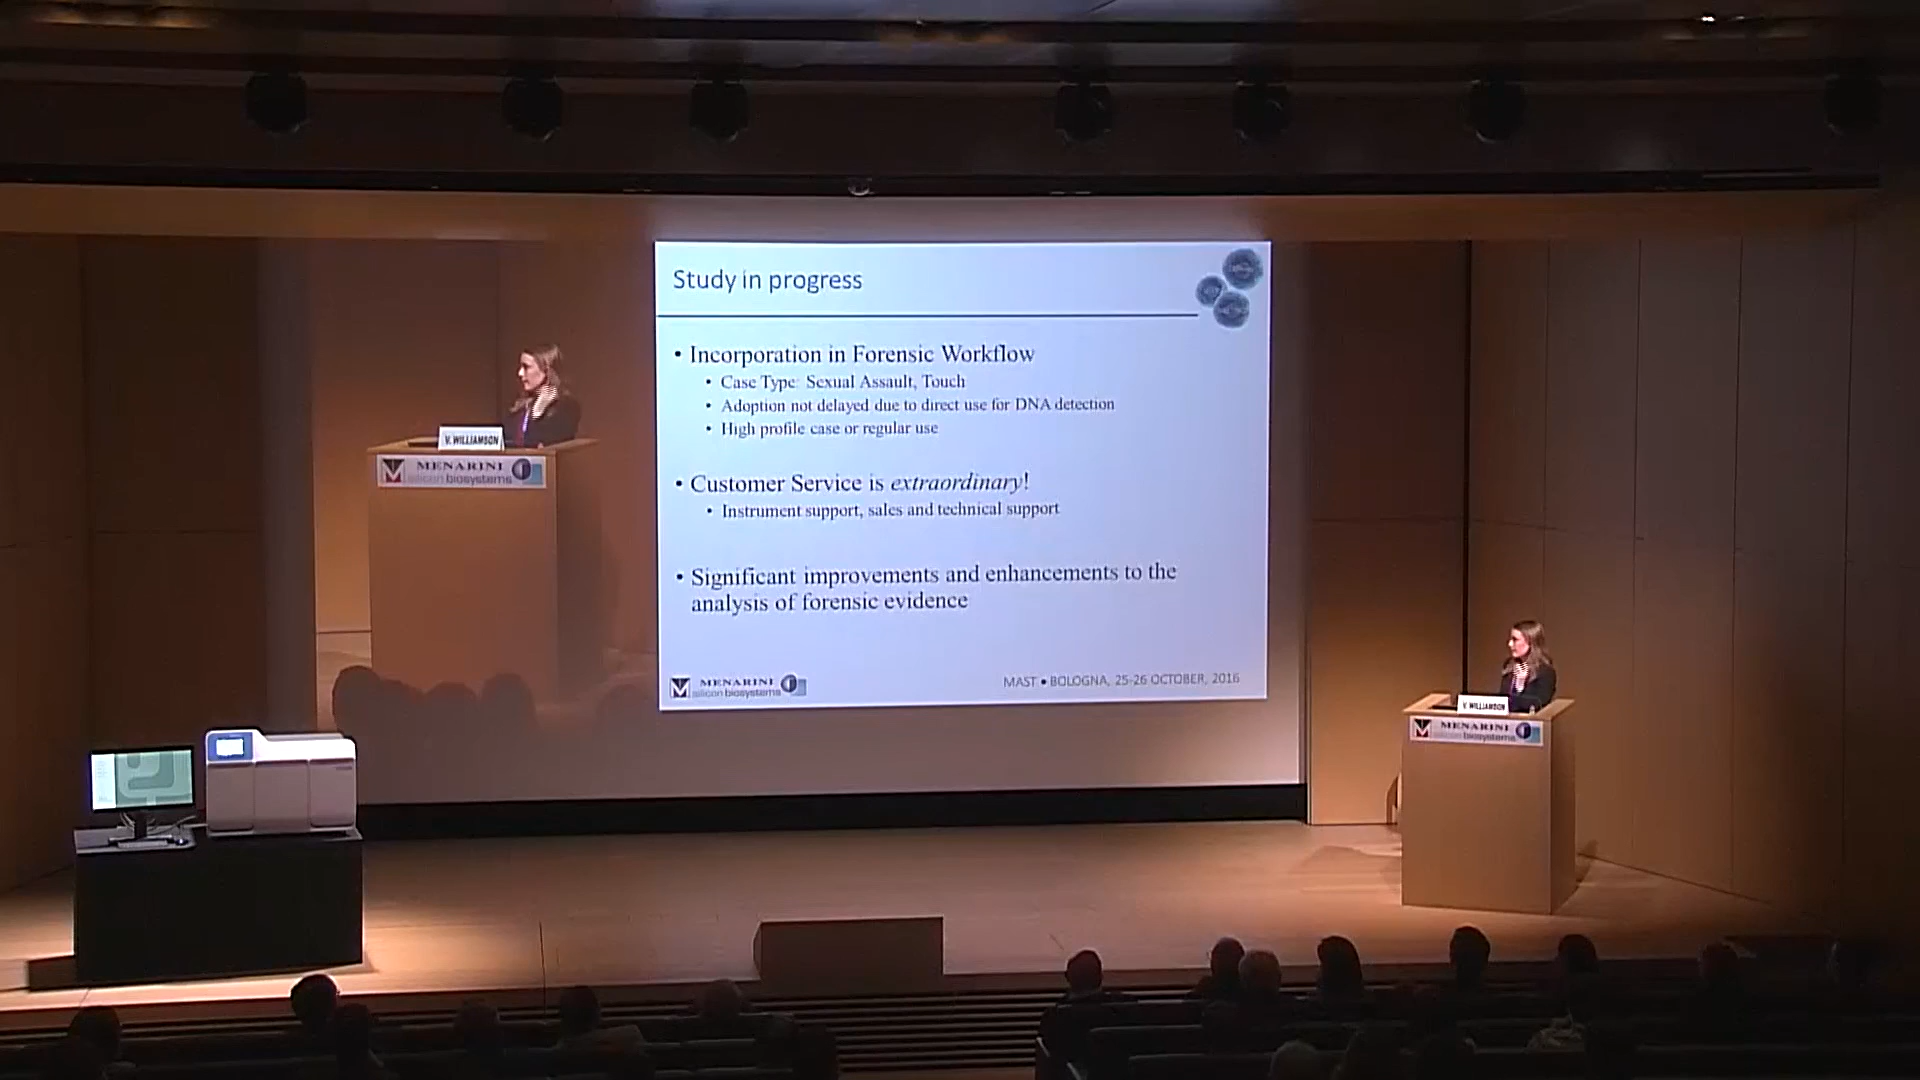 Study in progress
• Incorporation in Forensic Workflow
• Case Type: Sexual Assault, Touch
• Adoption not delayed due to direct use for DNA detection
• High profile case or regular use
• Customer Service is extraordinary!
• Instrument support, sales and technical support
• Significant improvements and enhancements to the
analysis of forensic evidence
MENARINI
silicon biosystems
MAST • BOLOGNA, 25-26 OCTOBER, 2016
V. WILLIAMSON
MENARINI
silicon biosystems
V. WILLIAMSON
MENARINI
silicon biosystems